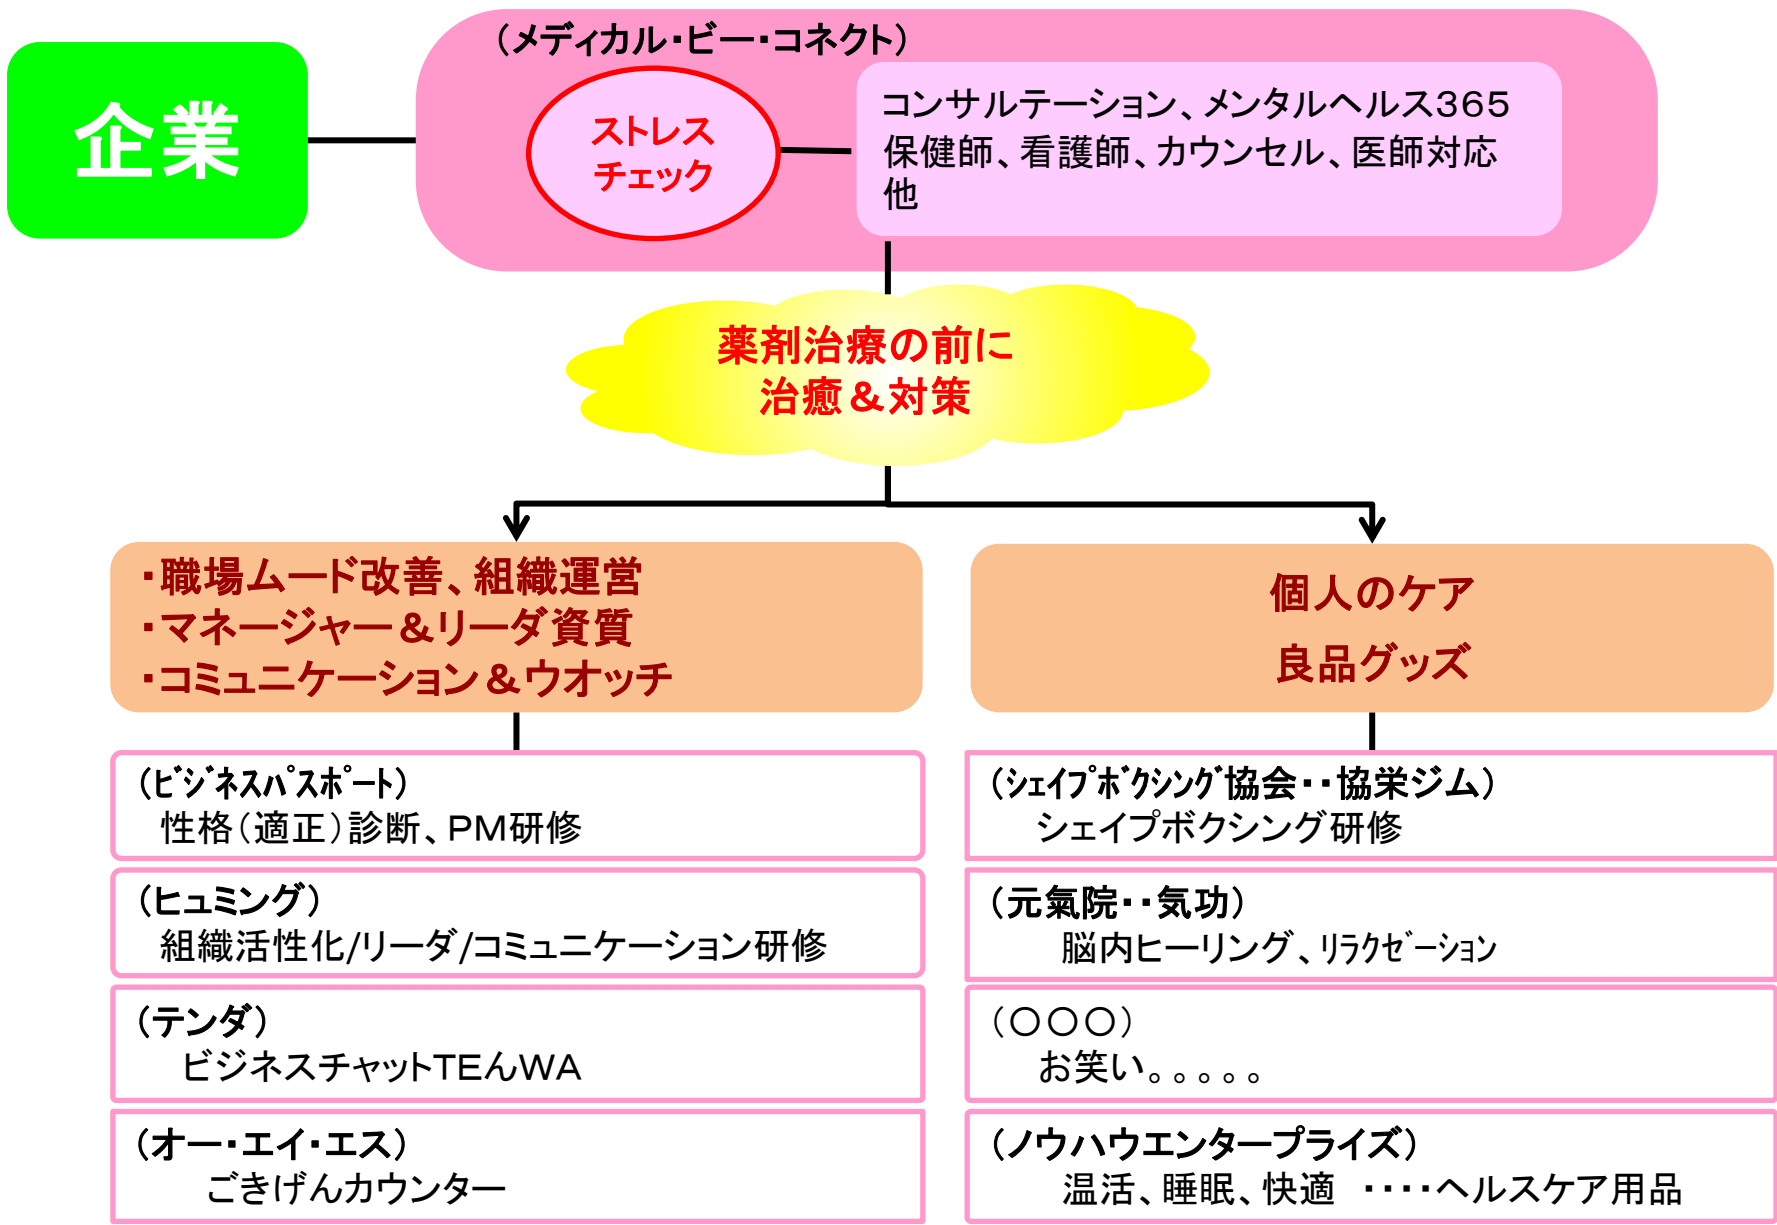 企業
（メディカル・ビー・コネクト）
ストレス
チェック
コンサルテーション、メンタルヘルス３６５
保健師、看護師、カウンセル、医師対応
他
薬剤治療の前に
治癒＆対策
・職場ムード改善、組織運営
・マネージャー＆リーダ資質
・コミュニケーション＆ウオッチ
個人のケア
良品グッズ
（ﾋﾞｼﾞﾈｽﾊﾟｽﾎﾟｰﾄ）
性格（適正）診断、ＰＭ研修
（ヒュミング）
組織活性化/リーダ/コミュニケーション研修
（テンダ）
ビジネスチャットＴＥんＷＡ
（オー・エイ・エス）
ごきげんカウンター
（ｼｪｲﾌﾟﾎﾞｸｼﾝｸﾞ協会・・協栄ジム）
シェイプボクシング研修
（元氣院・・気功）
脳内ヒーリング、ﾘﾗｸｾﾞｰｼｮﾝ
（〇〇〇）
お笑い。。。。。
（ノウハウエンタープライズ）
温活、睡眠、快適　・・・・ヘルスケア用品